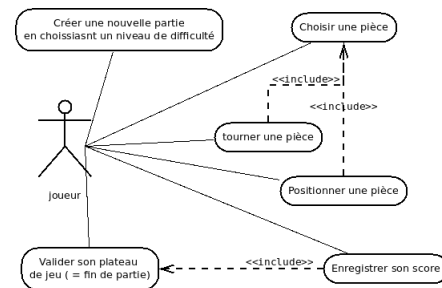 Créer une nouvelle partie
en choissiasnt un niveau de difficulté
Choisir une pièce
<<include>>
<<include>>
tourner une pièce
Positionner une pièce
joueur
Valider son plateau
de jeu ( = fin de partie)
<<include>>
Enregistrer son score